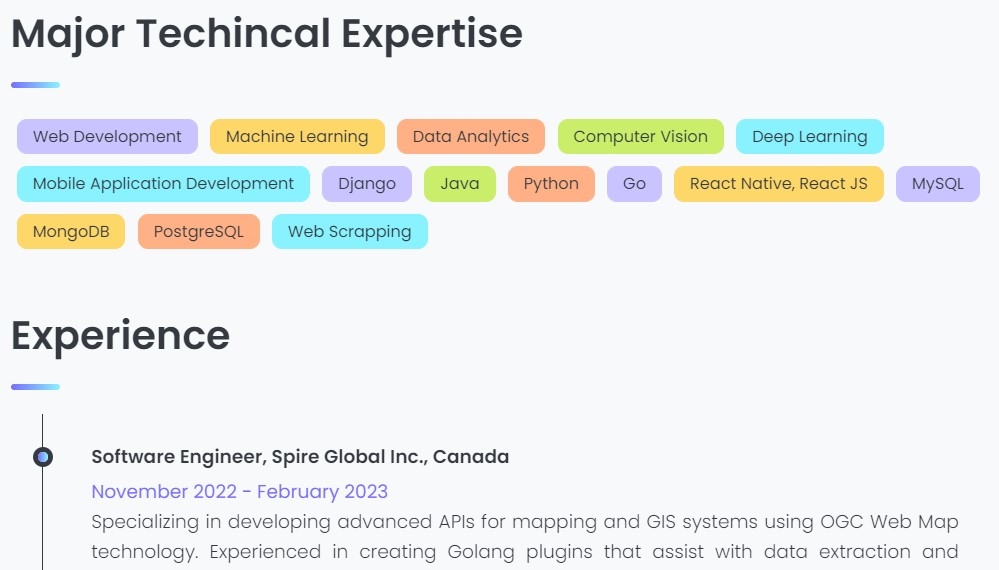 Major Techincal Expertise
Web Development Machine Learning Data Analytics Computer Vision Deep Learning
Mobile Application Development Django Java Python Go React Native, React JS MySQL
MongoDB PostgreSQL Web Scrapping
Experience
Software Engineer, Spire Global Inc., Canada
November 2022 - February 2023
Specializing in developing advanced APIs for mapping and GIS systems using OGC Web Map
technology. Experienced in creating Golang plugins that assist with data extraction and